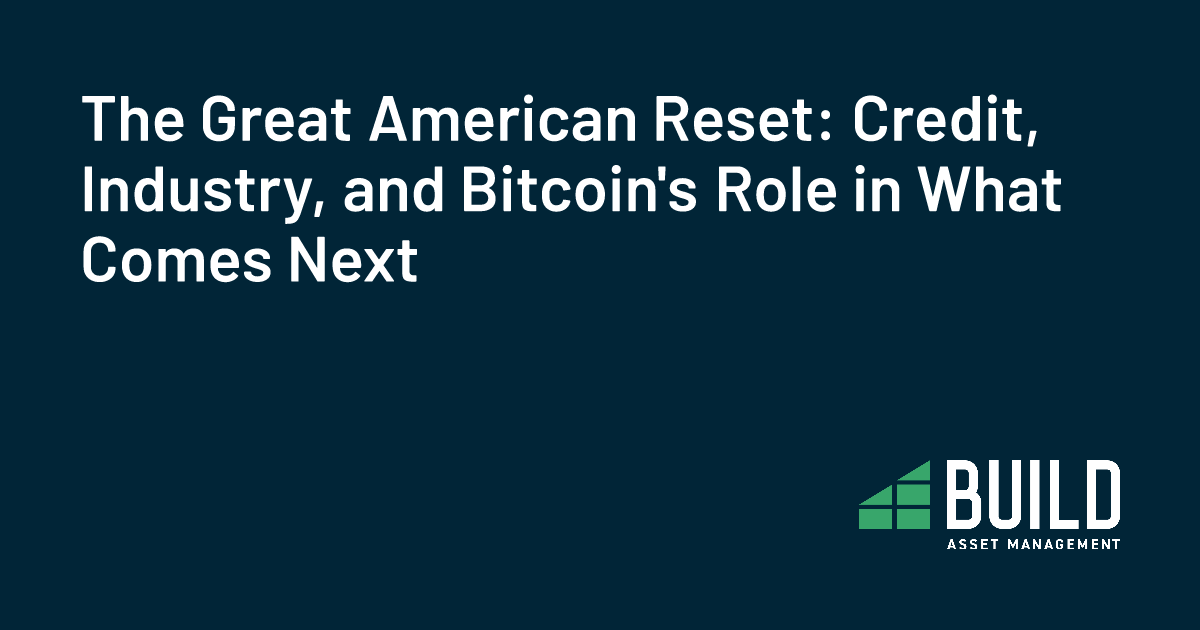 The Great American Reset: Credit,
Industry, and Bitcoin's Role in What
Comes Next
BUILD
ASSET MANAGEMENT